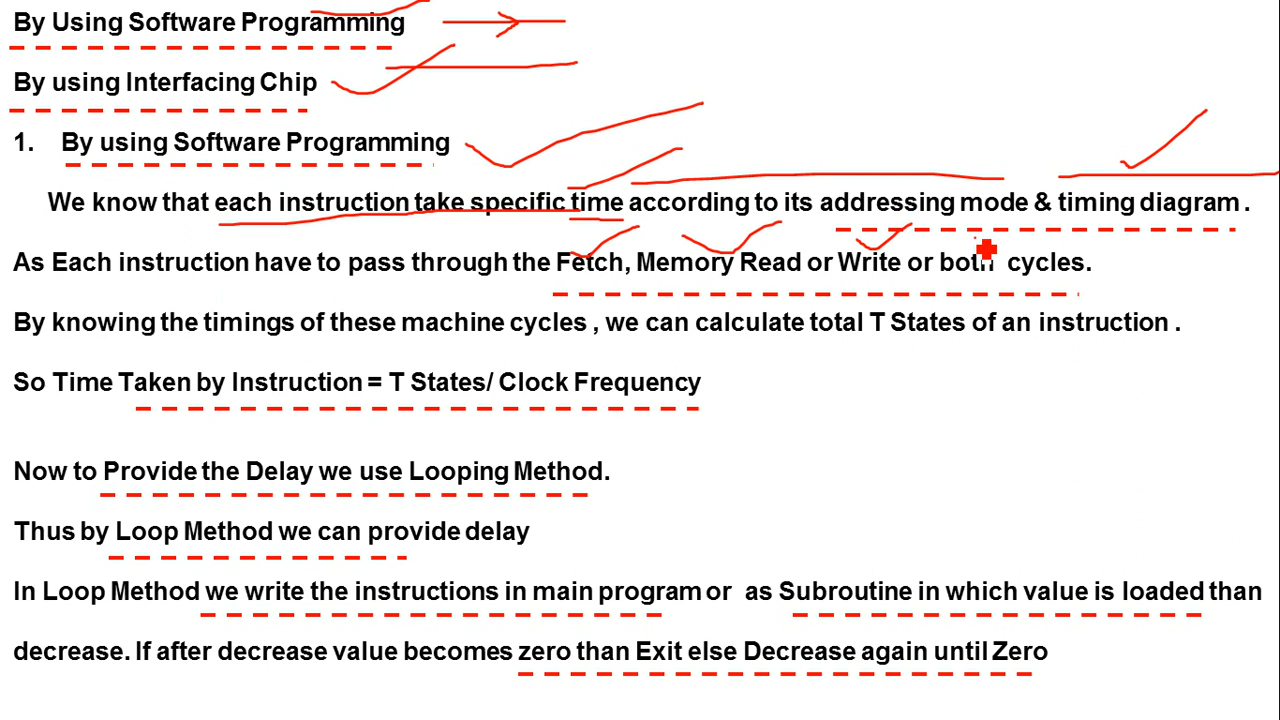 By Using Software Programming
By using Interfacing Chip
1. By using Software Programming
We know that each instruction take specific time according to its addressing mode & timing diagram.
As Each instruction have to pass through the Fetch, Memory Read or Write or both cycles.
By knowing the timings of these machine cycles , we can calculate total T States of an instruction .
So Time Taken by Instruction = T States/ Clock Frequency
Now to Provide the Delay we use Looping Method.
Thus by Loop Method we can provide delay
In Loop Method we write the instructions in main program or as Subroutine in which value is loaded than
decrease. If after decrease value becomes zero than Exit else Decrease again until Zero